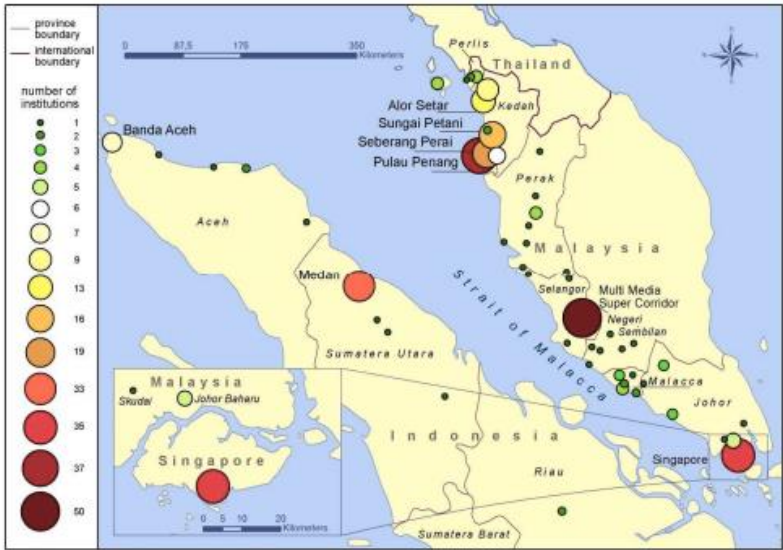 province
boundary
international
boundary
number of
institutions
1
2
3
4
5
6
7
9
13
16
19
33
35
37
50
0 87,5 175 350
Kilometers
Perlis
Thailand
Kedah
Alor Setar
Sungai Petani
Seberang Perai
Pulau Penang
Banda Aceh
Aceh
Perak
Malaysia
Medan
Strait of Malacca
Selangor
Multi Media
Super Corridor
Negeri
Sembilan
Sumatera Utara
Malacca
Johor
Indonesia
Riau
Singapore
Sumatera Barat
Malaysia
Skudai
Johor Baharu
Singapore
0 5 10 20
Kilometers